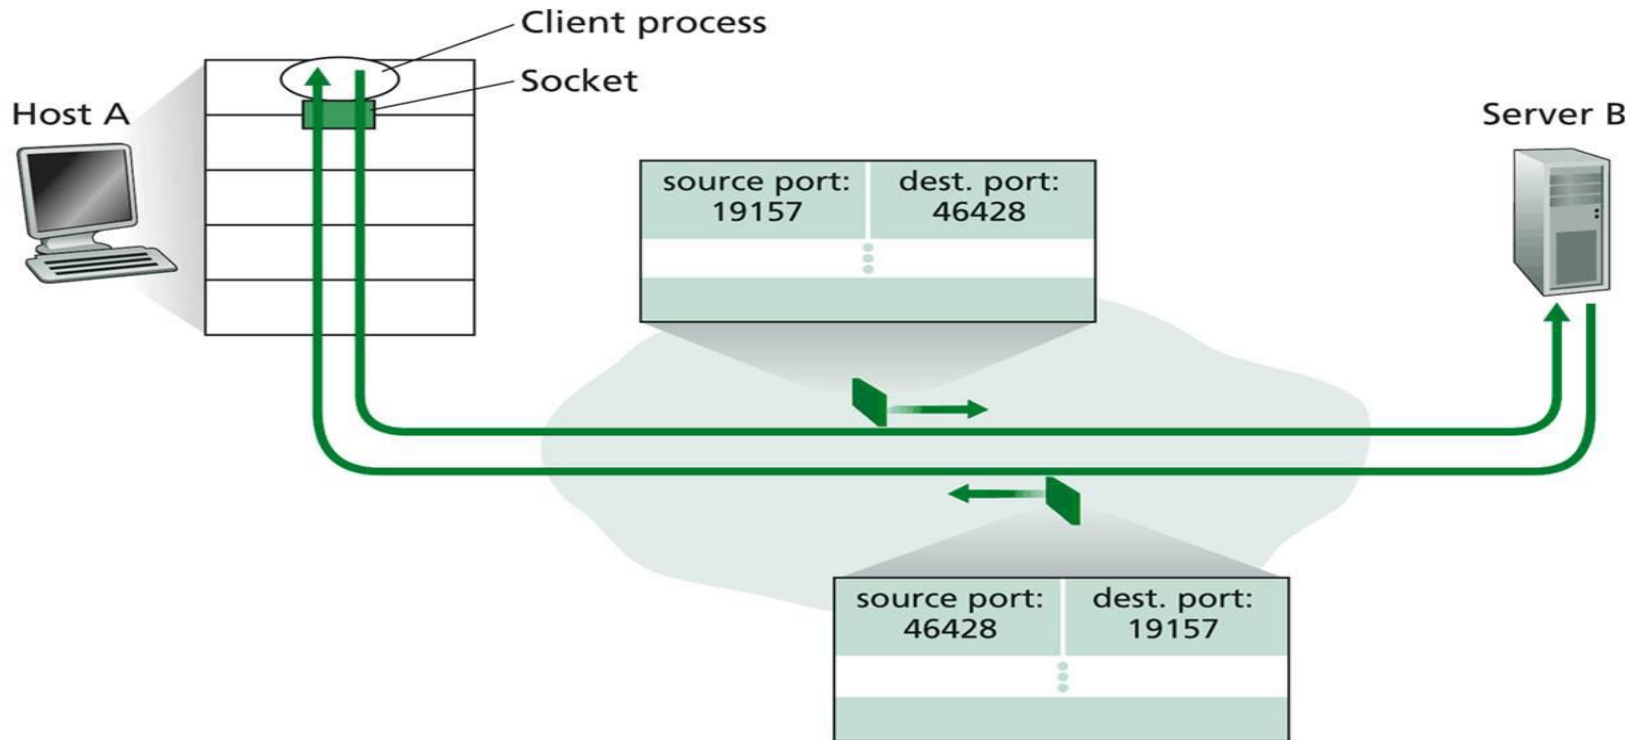 Client process
Socket
Host A
Server B
source port:
19157
dest. port:
46428
source port:
46428
dest. port:
19157